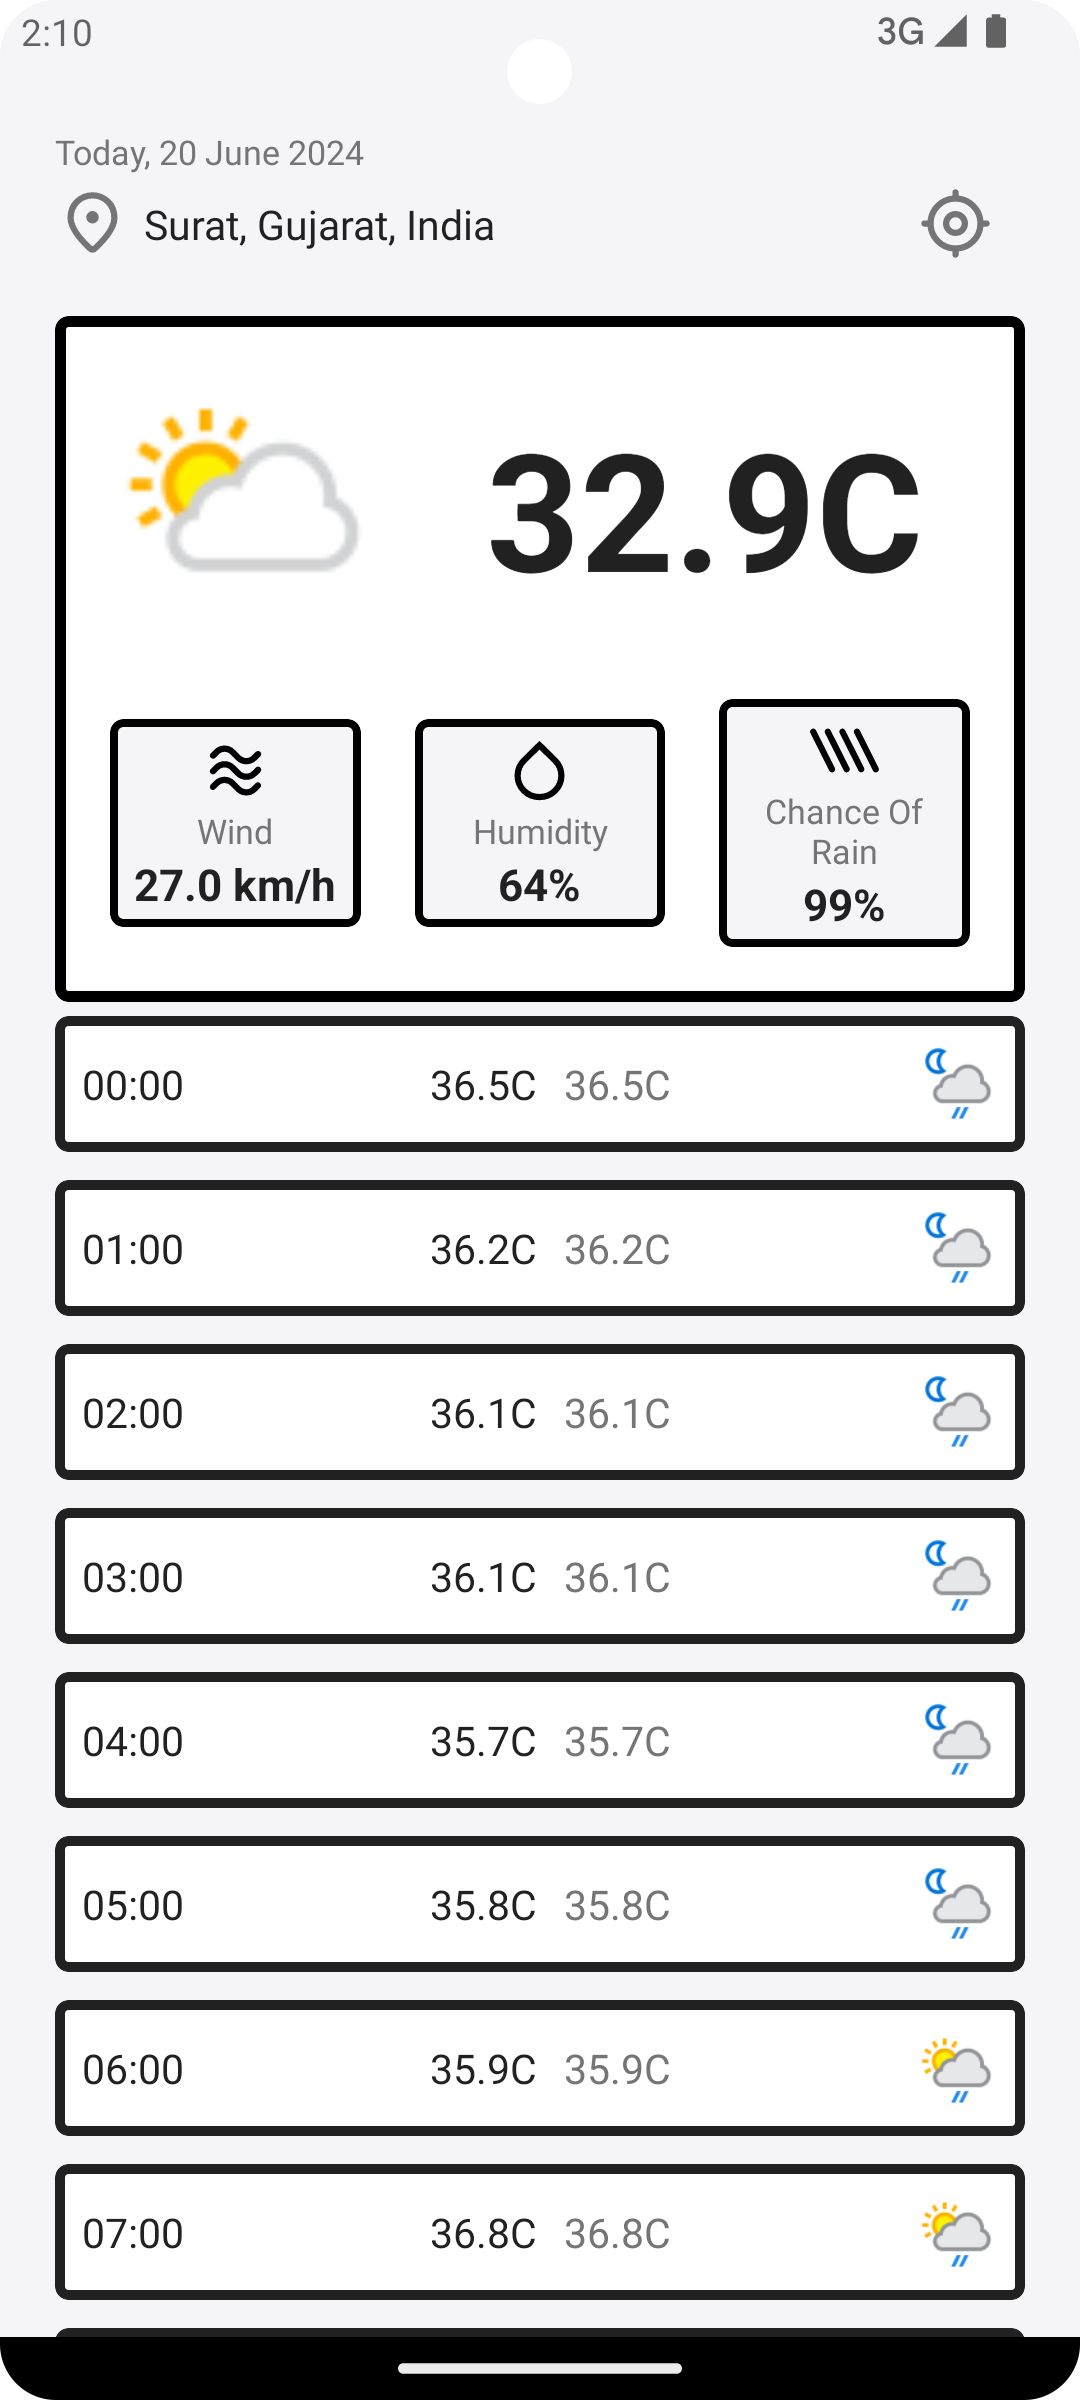 2:10
3G
Today, 20 June 2024
Surat, Gujarat, India
32.9C
Wind
27.0 km/h
Humidity
64%
Chance Of
Rain
99%
00:00 36.5C 36.5C
01:00 36.2C 36.2C
02:00 36.1C 36.1C
03:00 36.1C 36.1C
04:00 35.7C 35.7C
05:00 35.8C 35.8C
06:00 35.9C 35.9C
07:00 36.8C 36.8C